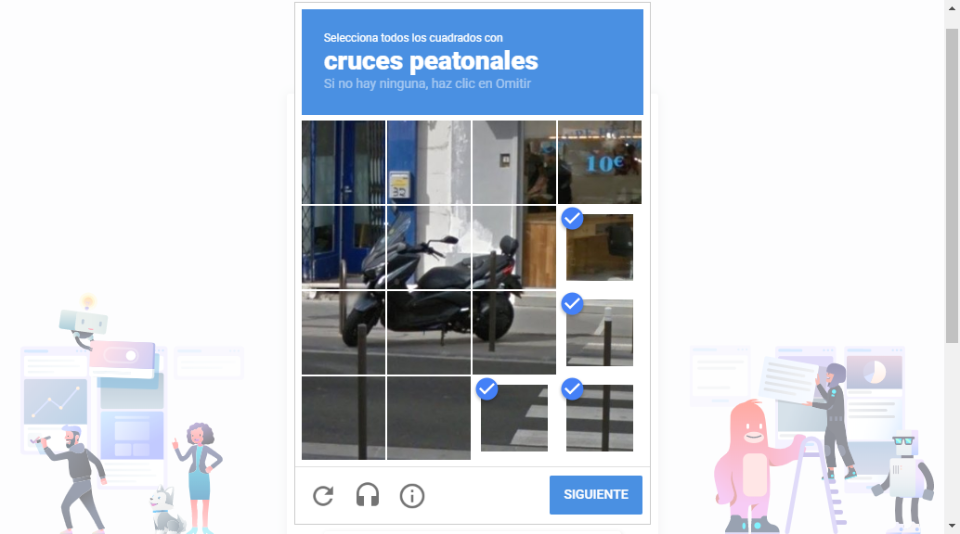 Selecciona todos los cuadrados con
cruces peatonales
Si no hay ninguna, haz clic en Omitir
10€
SIGUIENTE